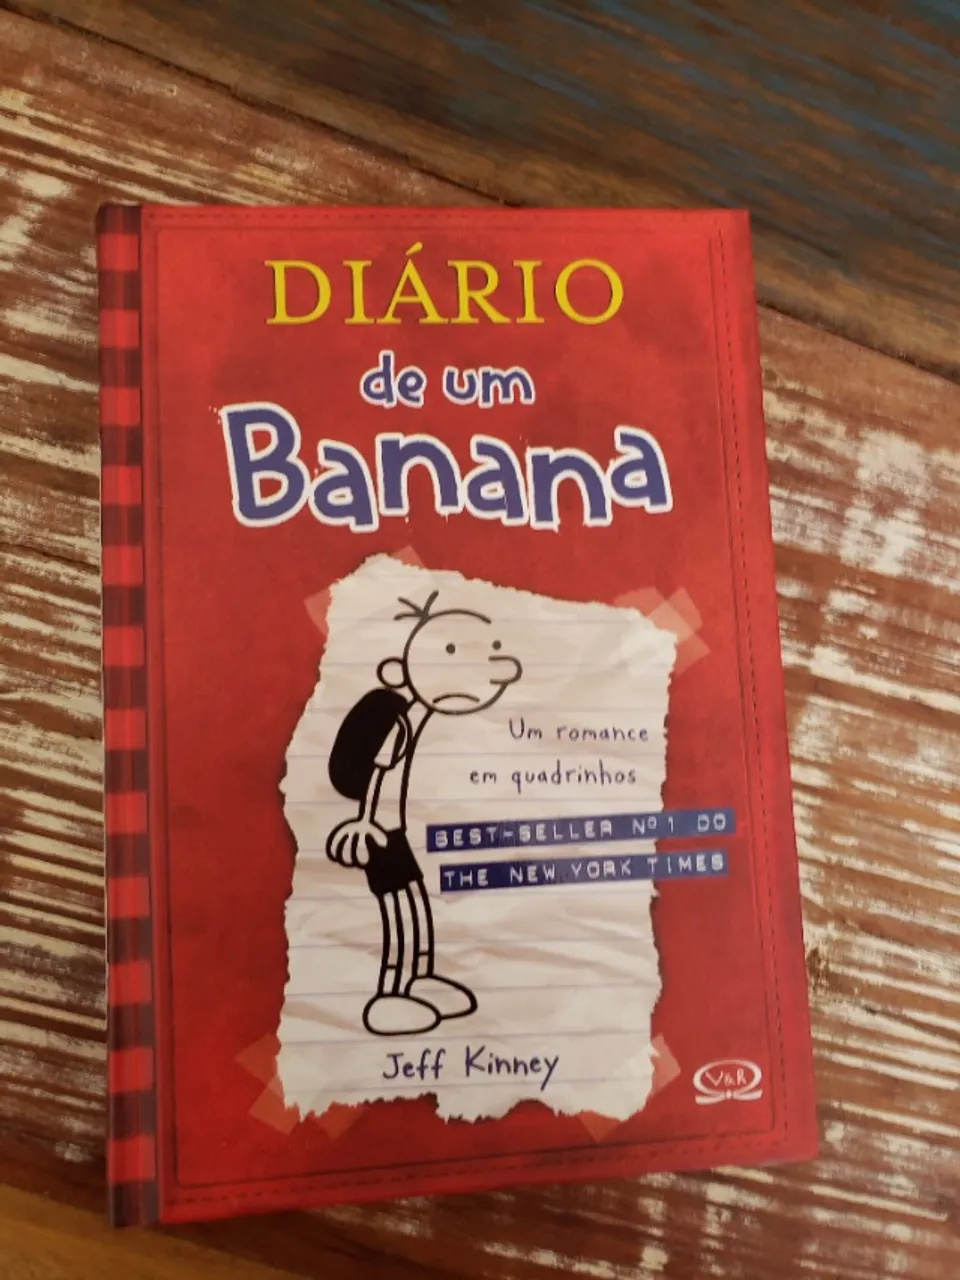 DIÁRIO
de um
Banana
Um romance
em quadrinhos
BEST-SELLER Nº 1 DO
THE NEW YORK TIMES
Jeff Kinney
V&R